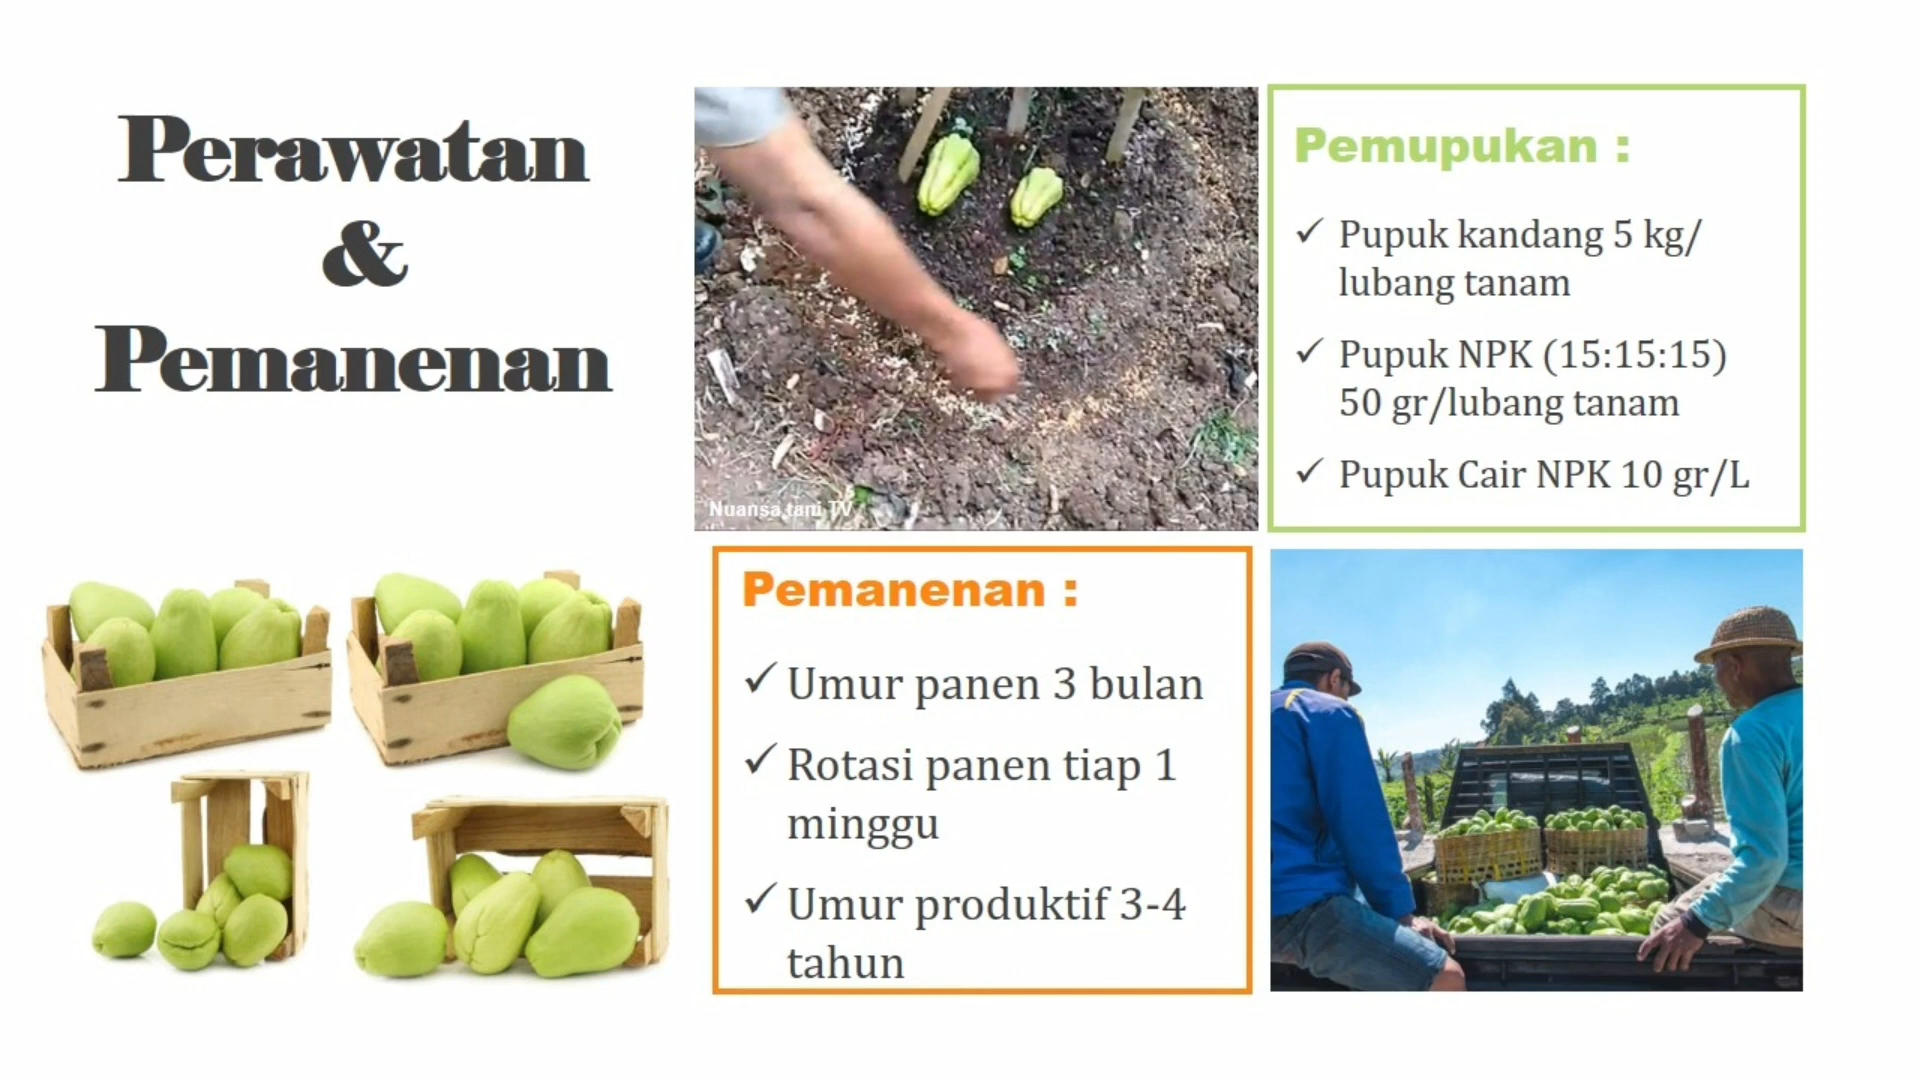 Perawatan
&
Pemanenan
Nuansa tani TV
Pemupukan :
✓ Pupuk kandang 5 kg/
lubang tanam
✓ Pupuk NPK (15:15:15)
50 gr/lubang tanam
✓ Pupuk Cair NPK 10 gr/L
Pemanenan :
✓ Umur panen 3 bulan
✓ Rotasi panen tiap 1
minggu
✓ Umur produktif 3-4
tahun